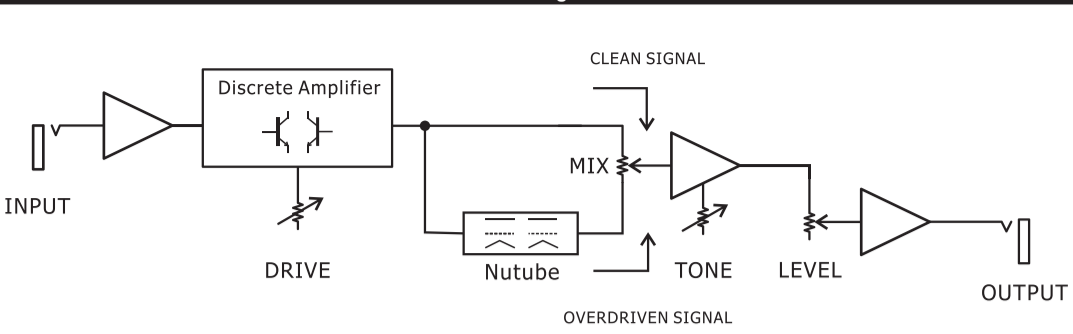 CLEAN SIGNAL
Discrete Amplifier
MIX
INPUT
DRIVE
Nutube
TONE
LEVEL
OUTPUT
OVERDRIVEN SIGNAL